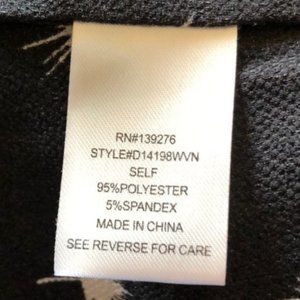 RN#139276
STYLE#D14198WVN
SELF
95%POLYESTER
5%SPANDEX
MADE IN CHINA
SEE REVERSE FOR CARE